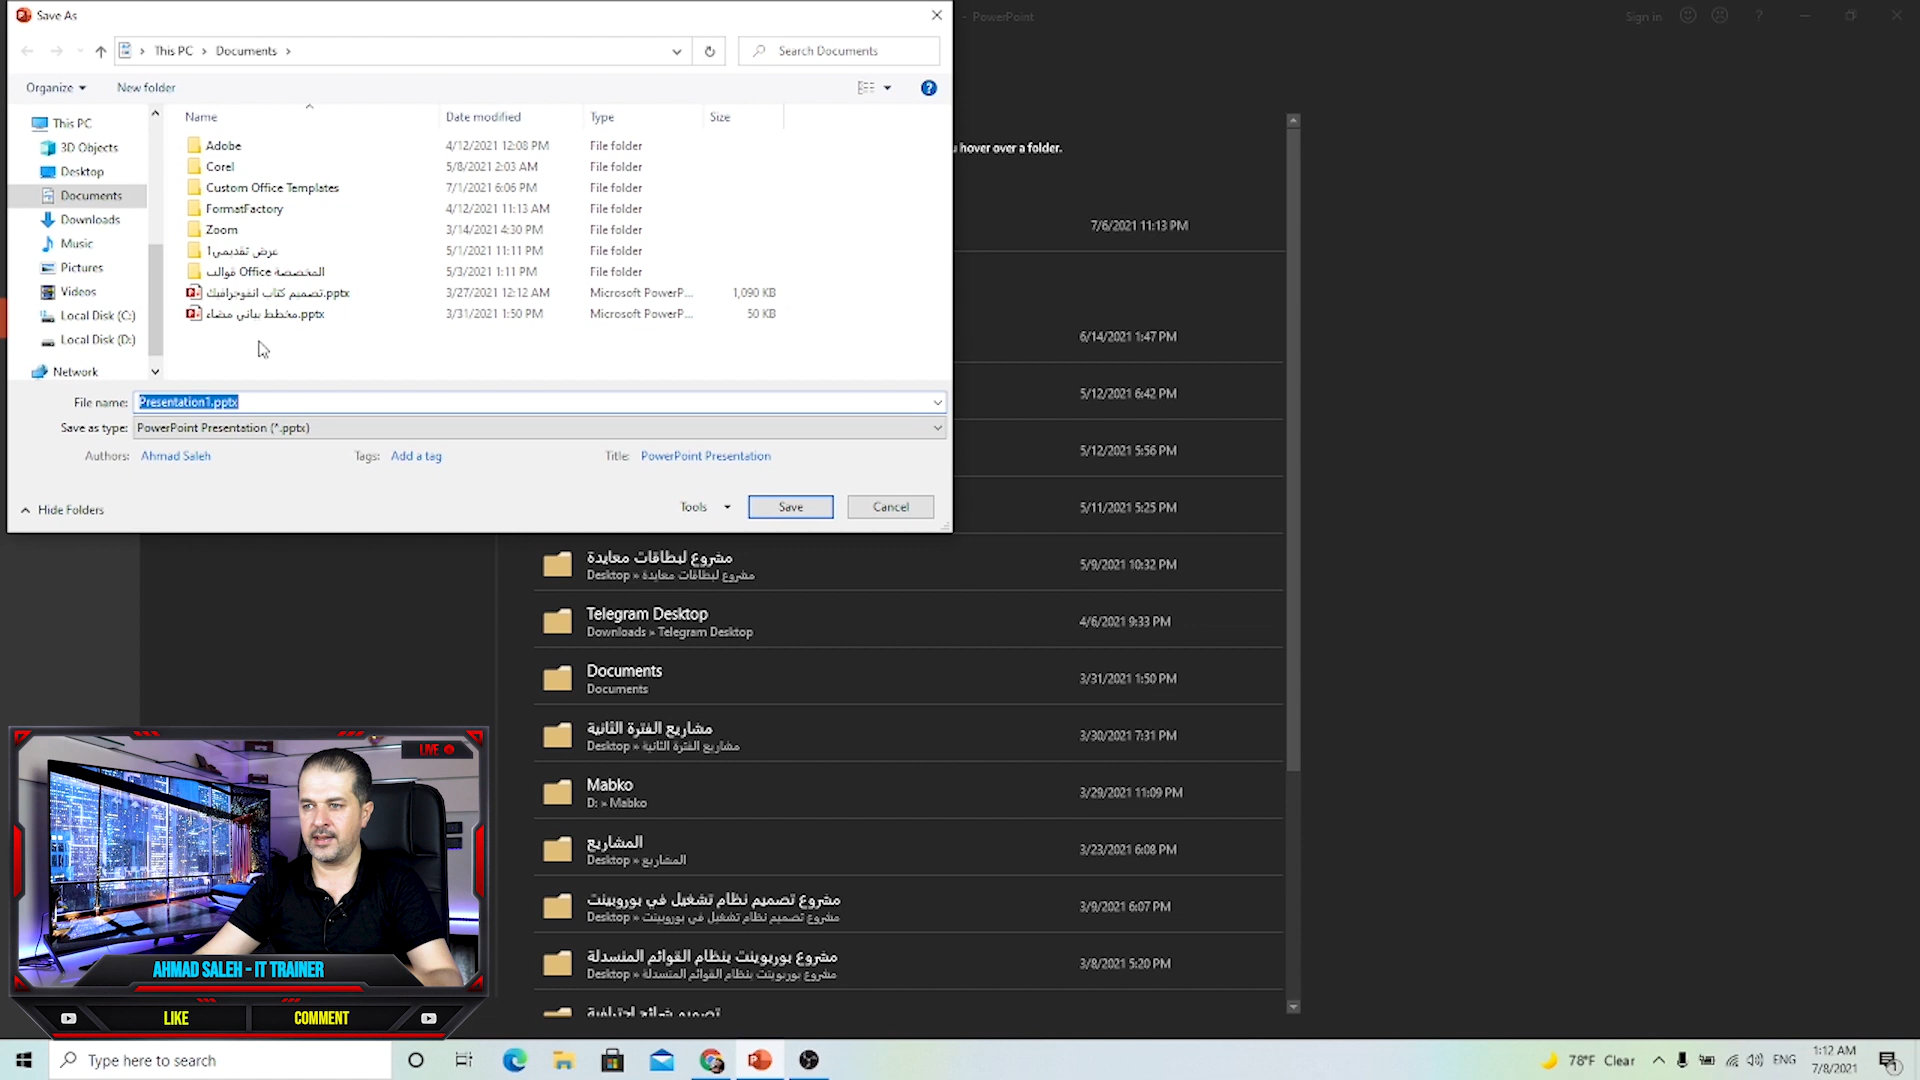 Save As
- PowerPoint
Sign in
This PC > Documents >
Search Documents
Organize
New folder
Name
Date modified
Type
Size
This PC
3D Objects
Desktop
Documents
Downloads
Music
Pictures
Videos
Local Disk (C:)
Local Disk (D:)
Network
Adobe 4/12/2021 12:08 PM File folder
Corel 5/8/2021 2:03 AM File folder
Custom Office Templates 7/1/2021 6:06 PM File folder
FormatFactory 4/12/2021 11:13 AM File folder
Zoom 3/14/2021 4:30 PM File folder
عرض تقديمي1 5/1/2021 11:11 PM File folder
قوالب Office المخصصة 5/3/2021 1:11 PM File folder
تصميم كتاب انفوجرافيك.pptx 3/27/2021 12:12 AM Microsoft PowerP... 1,090 KB
مخطط بياني مضاء.pptx 3/31/2021 1:50 PM Microsoft PowerP... 50 KB
File name: Presentation1.pptx
Save as type: PowerPoint Presentation (*.pptx)
Authors: Ahmad Saleh
Tags: Add a tag
Title: PowerPoint Presentation
Hide Folders
Tools
Save
Cancel
hover over a folder.
7/6/2021 11:13 PM
6/14/2021 1:47 PM
5/12/2021 6:42 PM
5/12/2021 5:56 PM
5/11/2021 5:25 PM
مشروع لبطاقات معايدة 5/9/2021 10:32 PM
Desktop » مشروع لبطاقات معايدة
Telegram Desktop 4/6/2021 9:33 PM
Downloads » Telegram Desktop
Documents 3/31/2021 1:50 PM
Documents
مشاريع الفترة الثانية 3/30/2021 7:31 PM
Desktop » مشاريع الفترة الثانية
Mabko 3/29/2021 11:09 PM
D: » Mabko
المشاريع 3/23/2021 6:08 PM
Desktop » المشاريع
مشروع تصميم نظام تشغيل في بوروبينت 3/9/2021 6:07 PM
Desktop » مشروع تصميم نظام تشغيل في بوروبينت
مشروع بوربوينت بنظام القوائم المنسدلة 3/8/2021 5:20 PM
Desktop » مشروع بوربوينت بنظام القوائم المنسدلة
LIVE
AHMAD SALEH - IT TRAINER
LIKE
COMMENT
Type here to search
78°F Clear
ENG
1:12 AM
7/8/2021